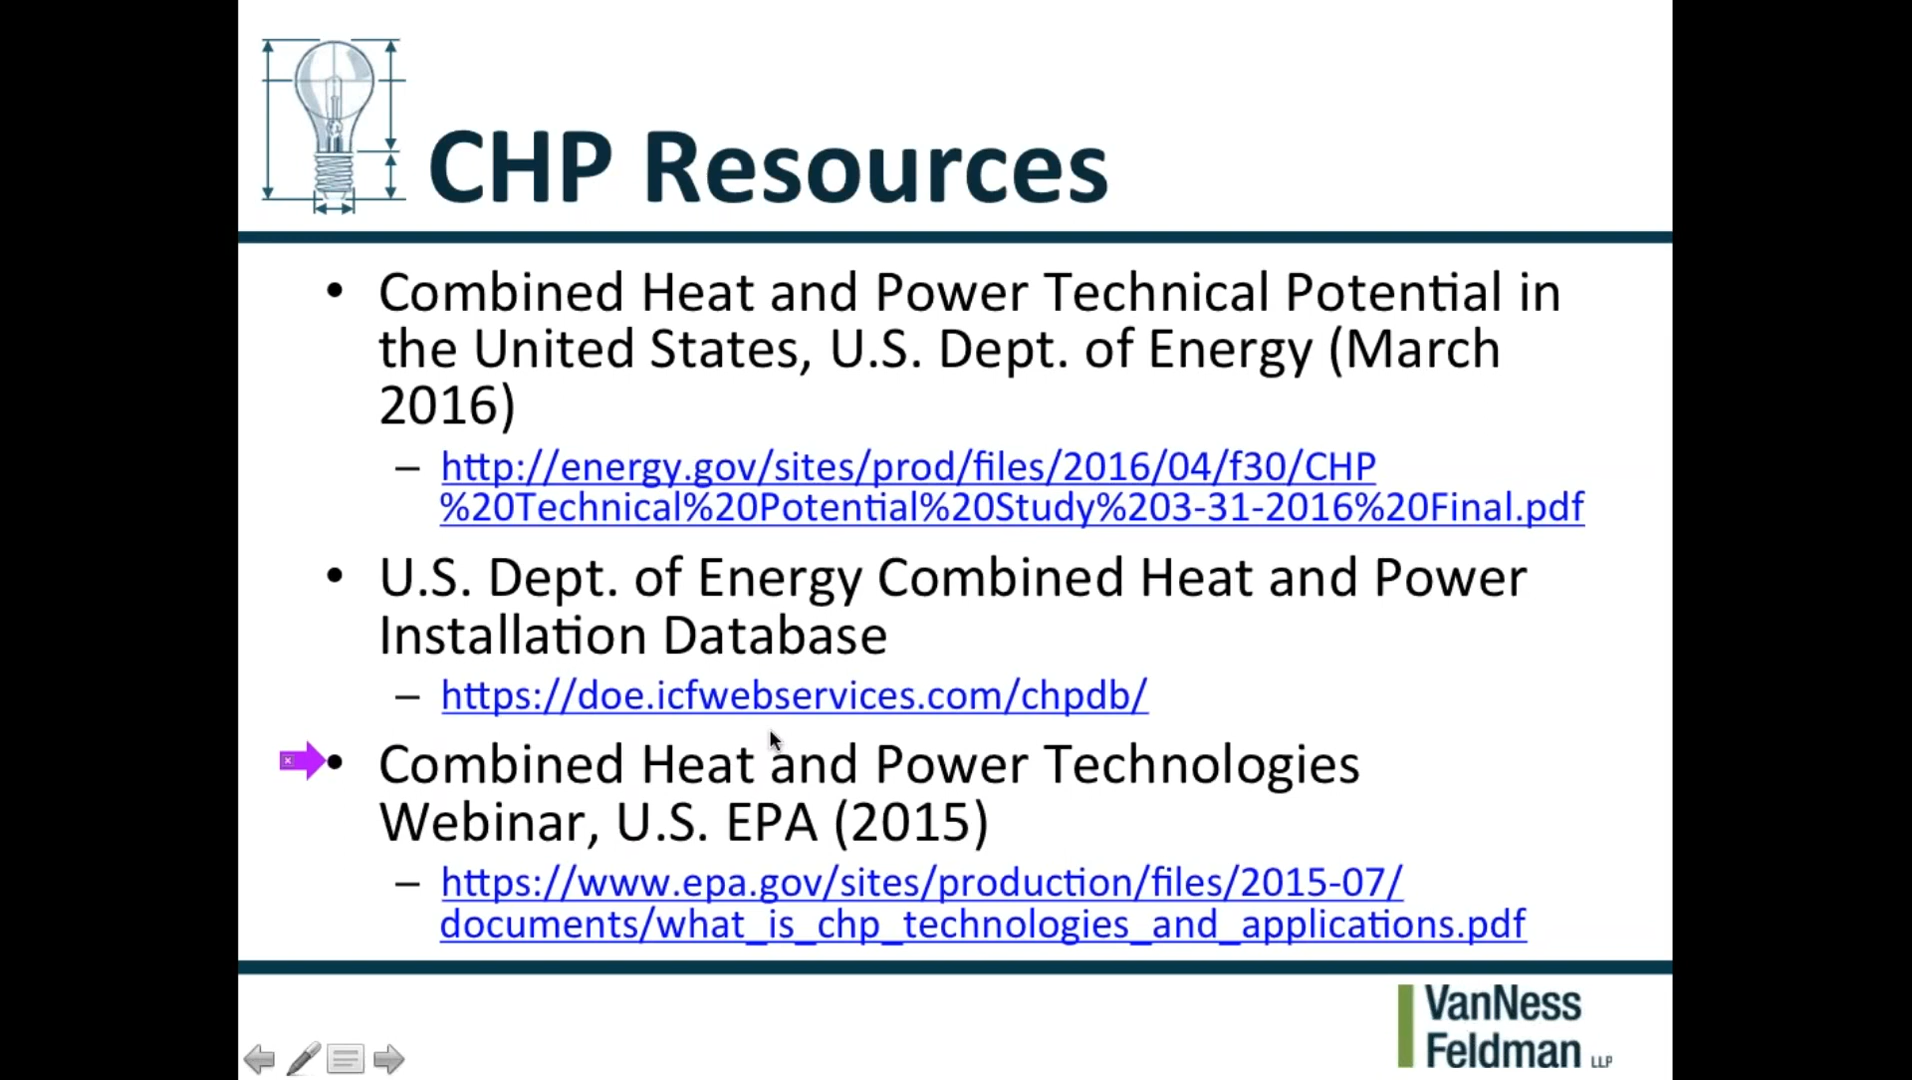 CHP Resources
• Combined Heat and Power Technical Potential in
the United States, U.S. Dept. of Energy (March
2016)
– http://energy.gov/sites/prod/files/2016/04/f30/CHP
%20Technical%20Potential%20Study%203-31-2016%20Final.pdf
• U.S. Dept. of Energy Combined Heat and Power
Installation Database
– https://doe.icfwebservices.com/chpdb/
• Combined Heat and Power Technologies
Webinar, U.S. EPA (2015)
– https://www.epa.gov/sites/production/files/2015-07/
documents/what_is_chp_technologies_and_applications.pdf
VanNess
Feldman LLP